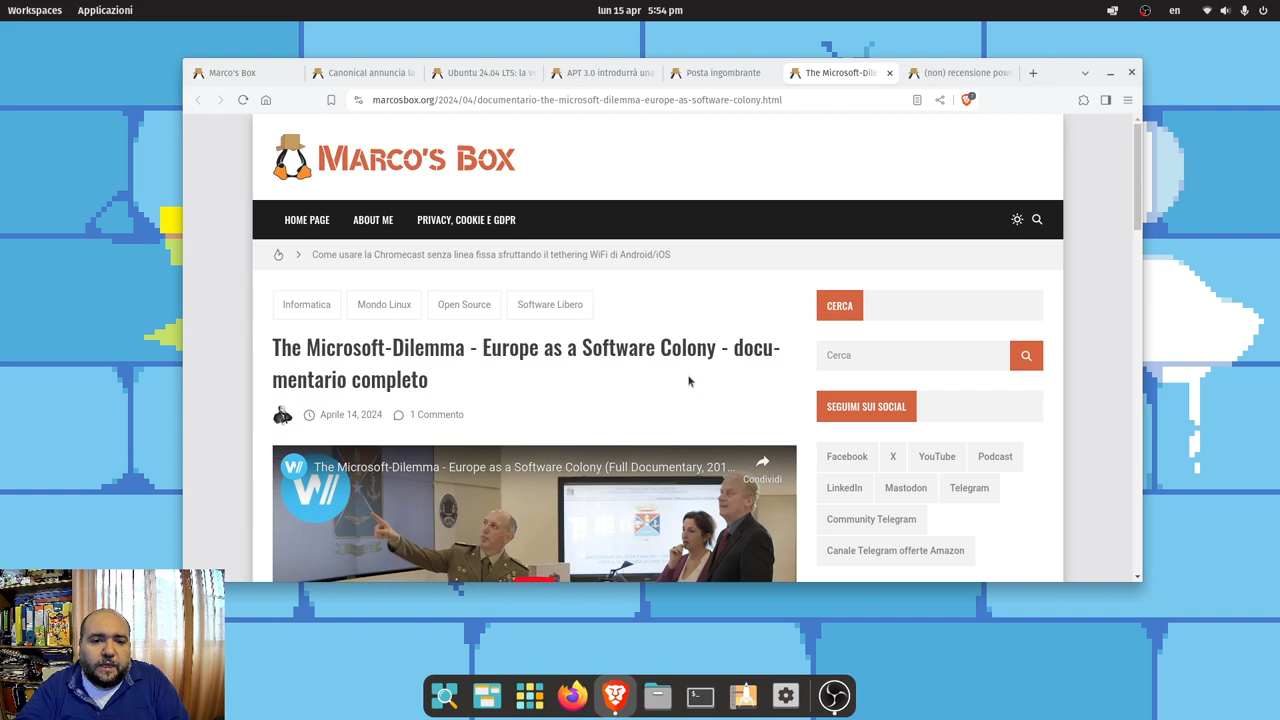 Workspaces Applicazioni lun 15 apr 5:54 pm en
Marco's Box Canonical annuncia la Ubuntu 24.04 LTS: la v APT 3.0 introdurrà una Posta ingombrante The Microsoft-Dile (non) recensione pow
marcosbox.org/2024/04/documentario-the-microsoft-dilemma-europe-as-software-colony.html
MARCO'S BOX
HOME PAGE ABOUT ME PRIVACY, COOKIE E GDPR
Come usare la Chromecast senza linea fissa sfruttando il tethering WiFi di Android/iOS
Informatica Mondo Linux Open Source Software Libero
The Microsoft-Dilemma - Europe as a Software Colony - docu-
mentario completo
Aprile 14, 2024 1 Commento
The Microsoft-Dilemma - Europe as a Software Colony (Full Documentary, 201...
Condividi
CERCA
Cerca
SEGUIMI SUI SOCIAL
Facebook X YouTube Podcast
LinkedIn Mastodon Telegram
Community Telegram
Canale Telegram offerte Amazon